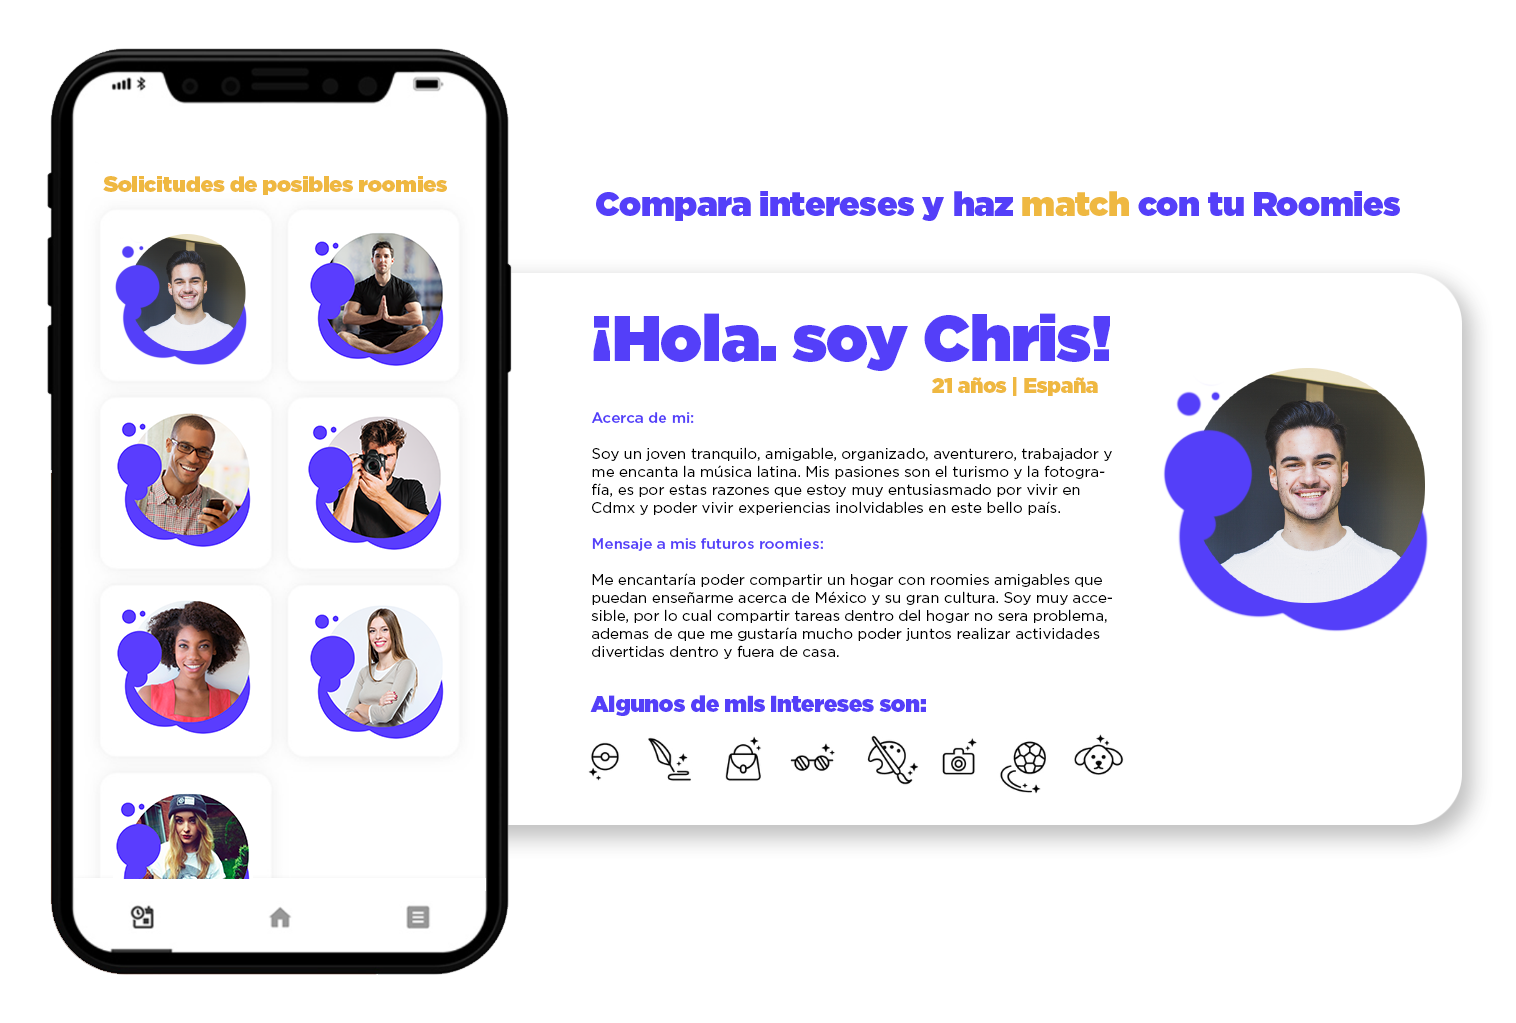 Solicitudes de posibles roomies
Compara intereses y haz match con tu Roomies
¡Hola. soy Chris!
21 años | España
Acerca de mi:
Soy un joven tranquilo, amigable, organizado, aventurero, trabajador y
me encanta la música latina. Mis pasiones son el turismo y la fotogra-
fía, es por estas razones que estoy muy entusiasmado por vivir en
Cdmx y poder vivir experiencias inolvidables en este bello país.
Mensaje a mis futuros roomies:
Me encantaría poder compartir un hogar con roomies amigables que
puedan enseñarme acerca de México y su gran cultura. Soy muy acce-
sible, por lo cual compartir tareas dentro del hogar no sera problema,
ademas de que me gustaría mucho poder juntos realizar actividades
divertidas dentro y fuera de casa.
Algunos de mis Intereses son: